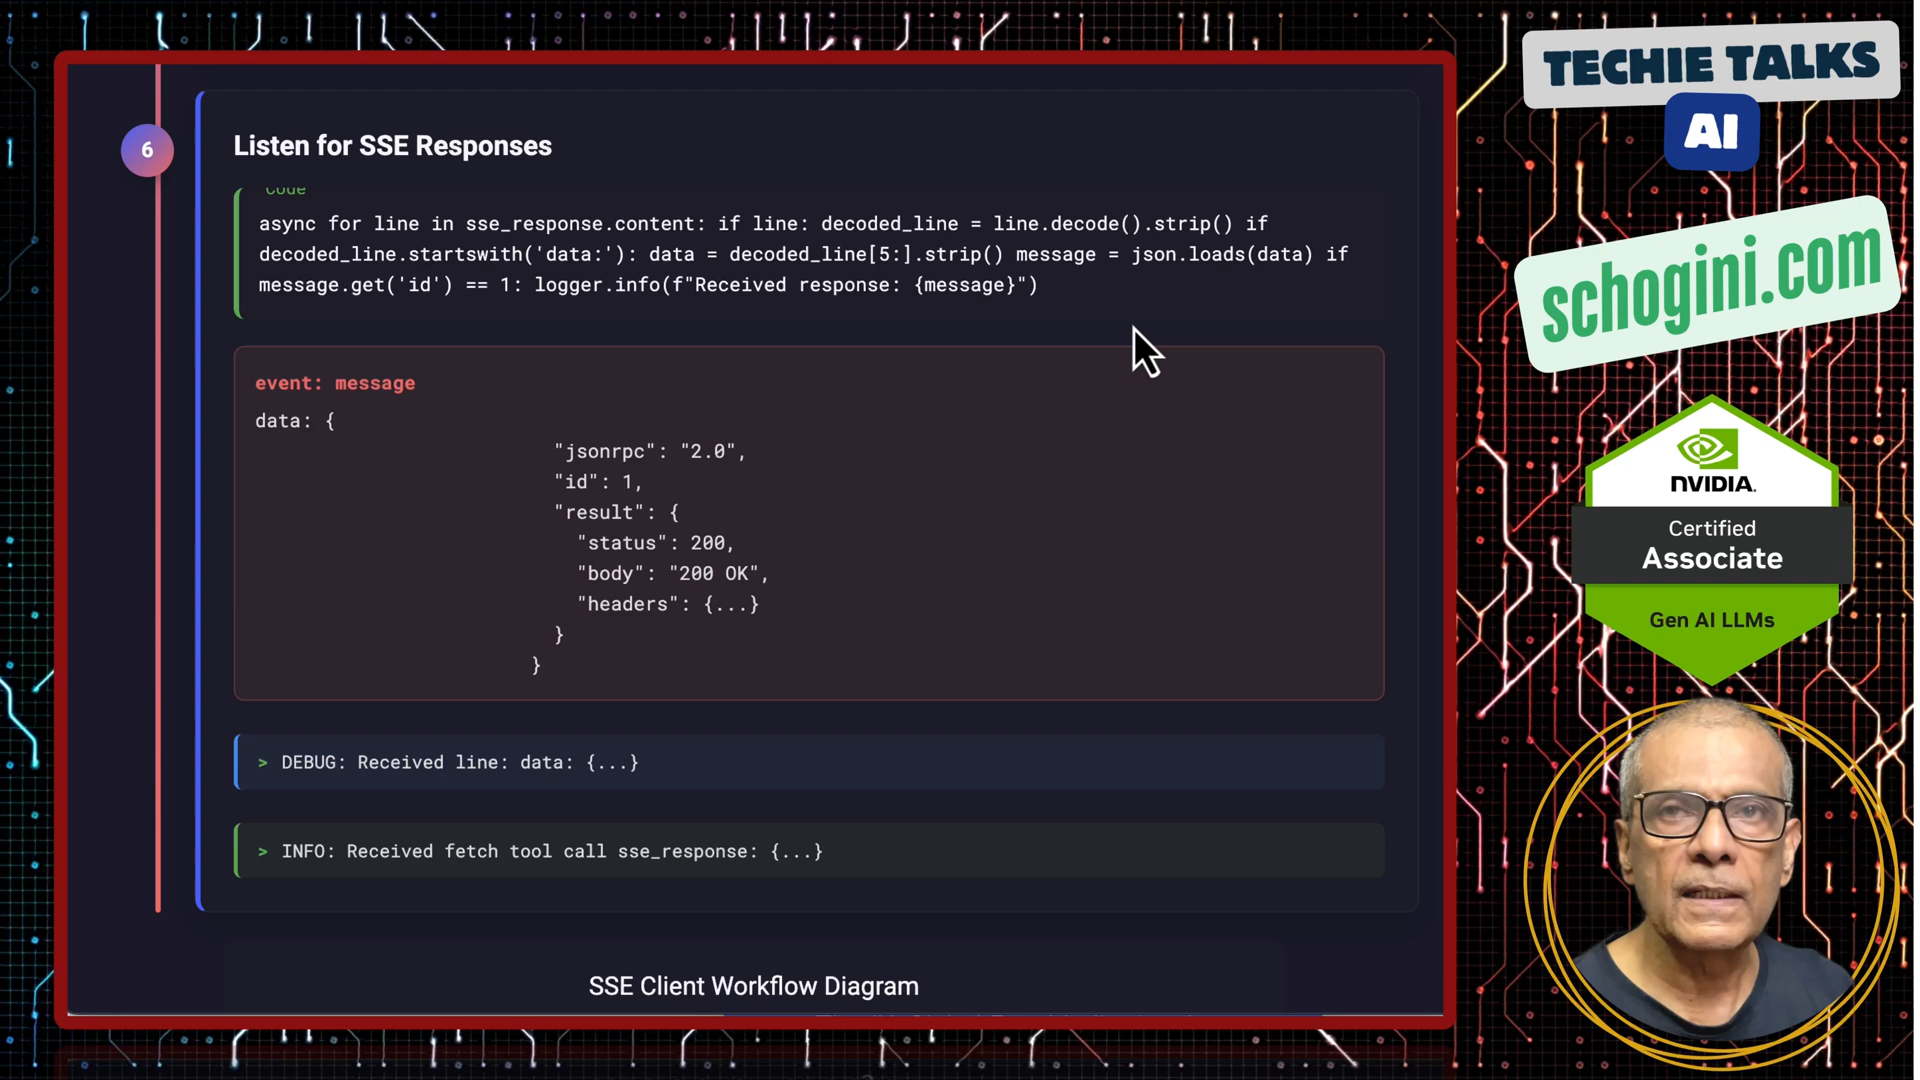 6
Listen for SSE Responses
Code
async for line in sse_response.content: if line: decoded_line = line.decode().strip() if
decoded_line.startswith('data:'): data = decoded_line[5:].strip() message = json.loads(data) if
message.get('id') == 1: logger.info(f"Received response: {message}")
event: message
data: {
"jsonrpc": "2.0",
"id": 1,
"result": {
"status": 200,
"body": "200 OK",
"headers": {...}
}
}
> DEBUG: Received line: data: {...}
> INFO: Received fetch tool call sse_response: {...}
SSE Client Workflow Diagram
TECHIE TALKS
AI
schogini.com
NVIDIA.
Certified
Associate
Gen AI LLMs